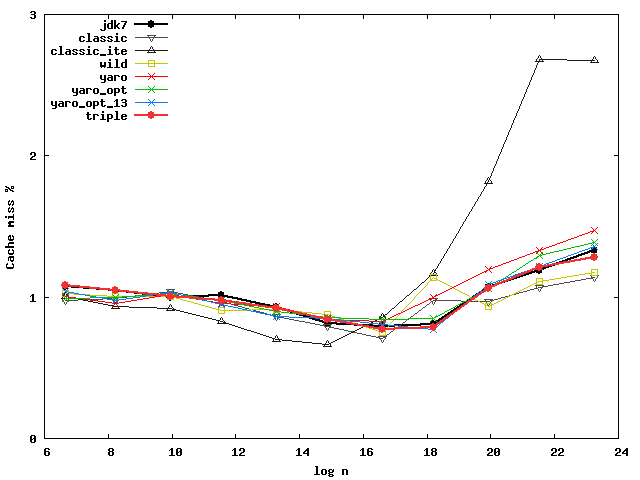 3
jdk7
classic
classic_ite
wild
yaro
yaro_opt
yaro_opt_13
triple
2
Cache miss %
1
0
6 8 10 12 14 16 18 20 22 24
log n